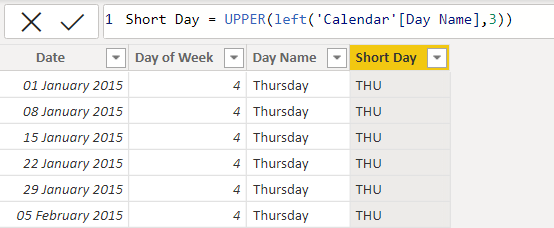 1 Short Day = UPPER(left('Calendar'[Day Name],3))
Date Day of Week Day Name Short Day
01 January 2015 4 Thursday THU
08 January 2015 4 Thursday THU
15 January 2015 4 Thursday THU
22 January 2015 4 Thursday THU
29 January 2015 4 Thursday THU
05 February 2015 4 Thursday THU